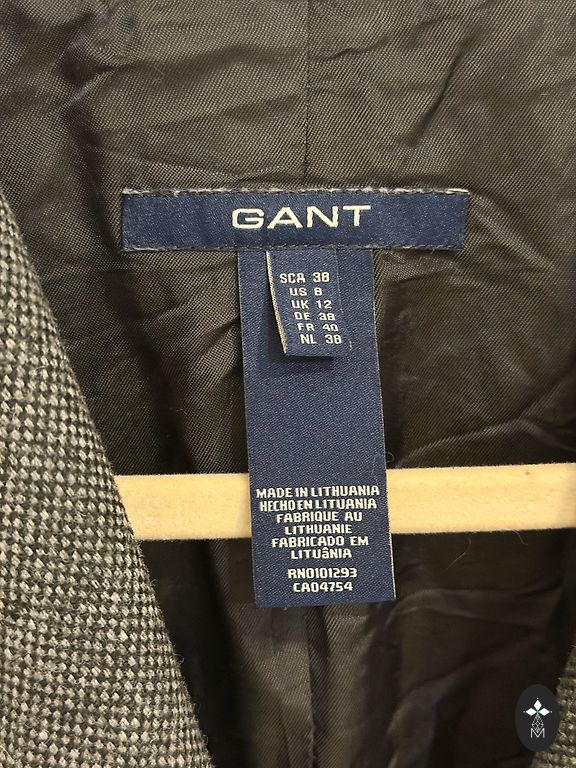 GANT
SCA 38
US 8
UK 12
DE 38
FR 40
NL 38
MADE IN LITHUANIA
HECHO EN LITUANIA
FABRIQUE AU
LITHUANIE
FABRICADO EM
LITUÂNIA
RN0101293
CA04754
M